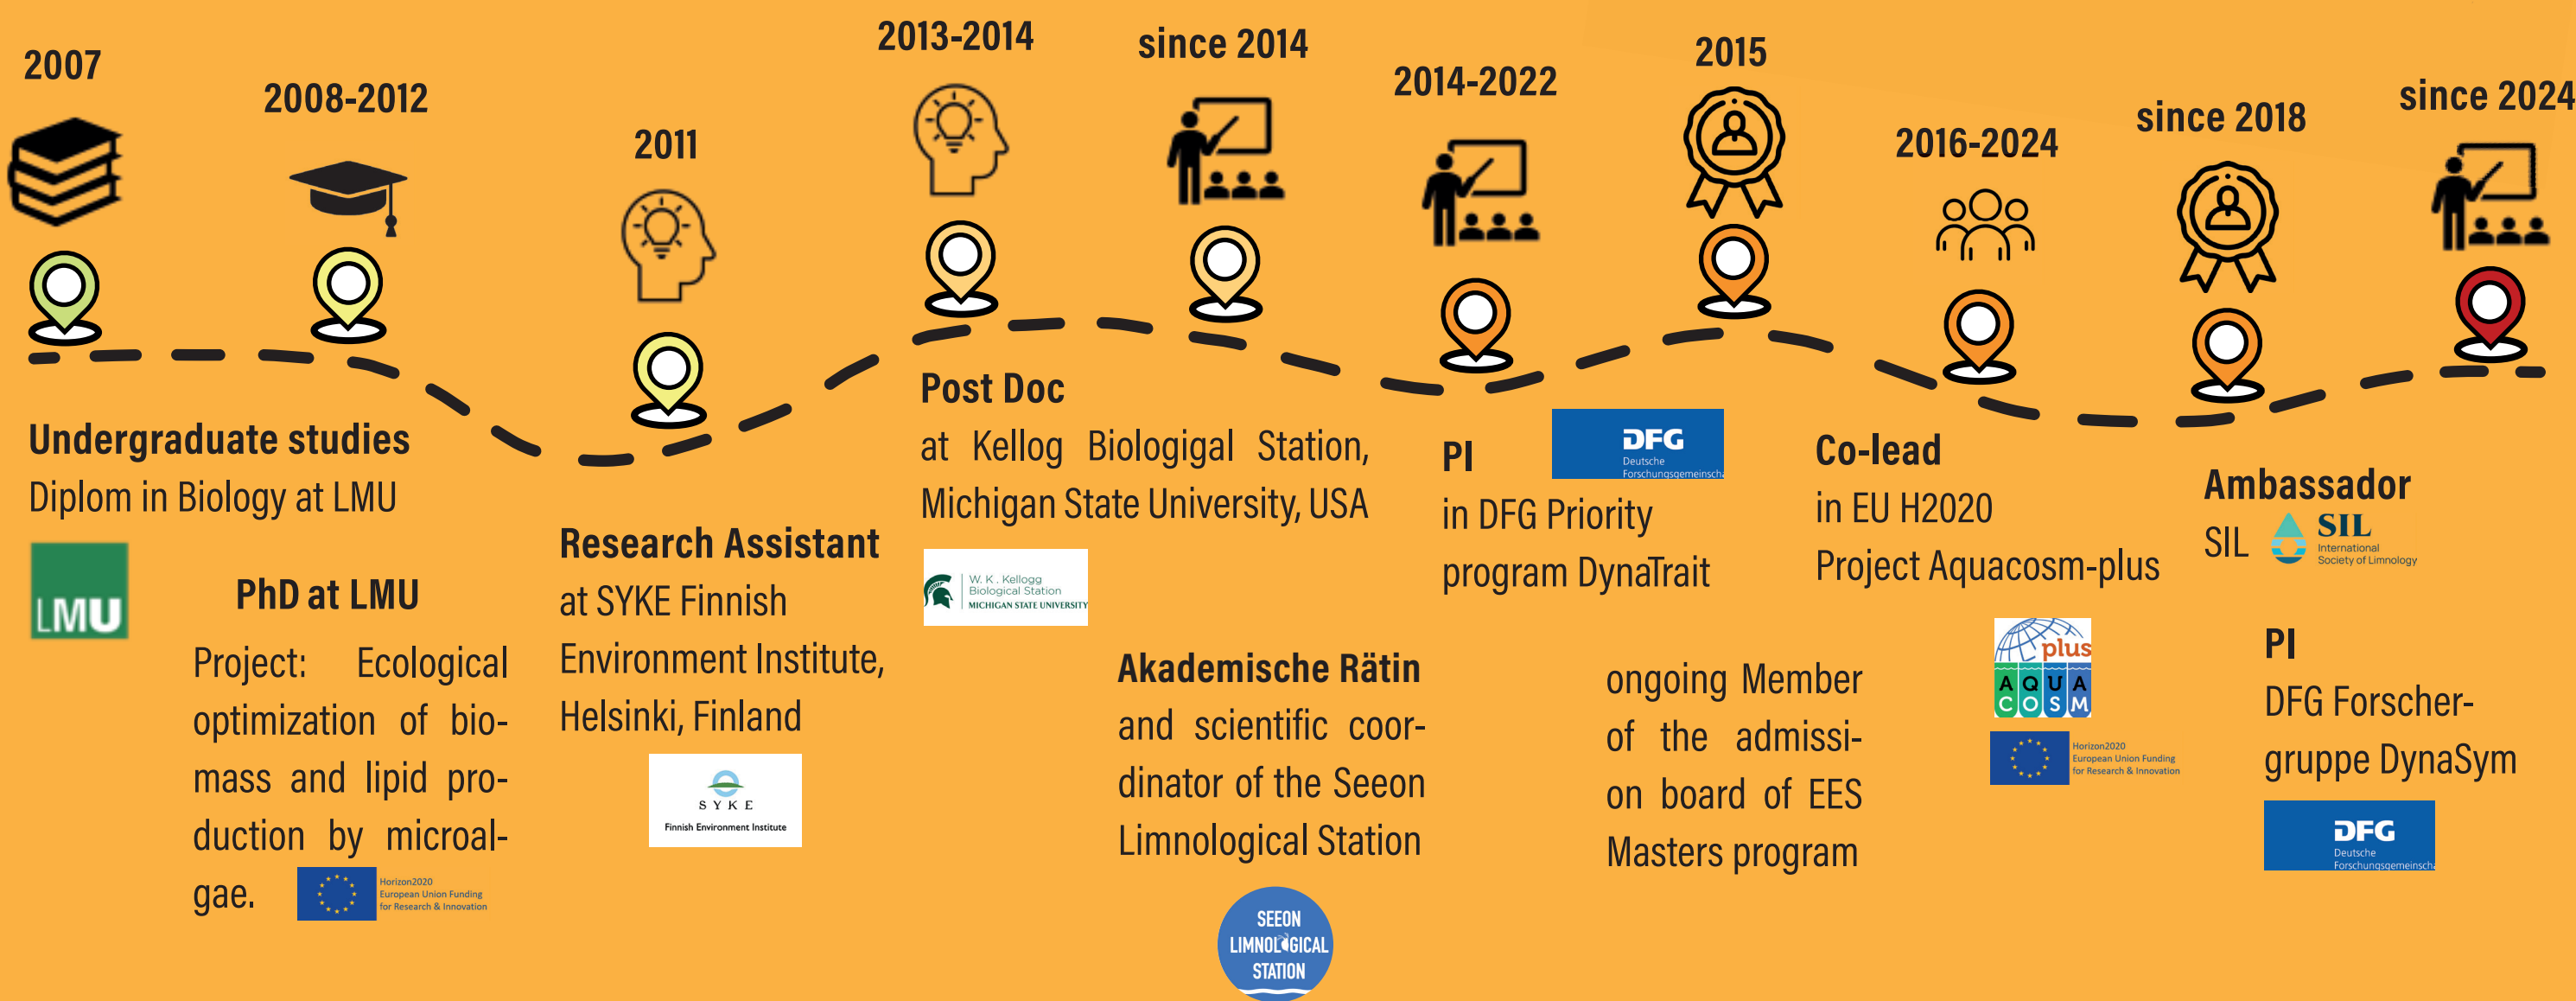 2007
2008-2012
2011
2013-2014
since 2014
2014-2022
2015
2016-2024
since 2018
since 2024
Undergraduate studies
Diplom in Biology at LMU
LMU
PhD at LMU
Project: Ecological
optimization of bio-
mass and lipid pro-
duction by microal-
gae.
Horizon2020
European Union Funding
for Research & Innovation
Research Assistant
at SYKE Finnish
Environment Institute,
Helsinki, Finland
SYKE
Finnish Environment Institute
Post Doc
at Kellog Biologigal Station,
Michigan State University, USA
W. K. Kellogg
Biological Station
MICHIGAN STATE UNIVERSITY
Akademische Rätin
and scientific coor-
dinator of the Seeon
Limnological Station
SEEON
LIMNOLOGICAL
STATION
PI
in DFG Priority
program DynaTrait
DFG
Deutsche
Forschungsgemeinscha
ongoing Member
of the admissi-
on board of EES
Masters program
Co-lead
in EU H2020
Project Aquacosm-plus
plus
AQUA
COSM
Horizon2020
European Union Funding
for Research & Innovation
Ambassador
SIL
SIL
International
Society of Limnology
PI
DFG Forscher-
gruppe DynaSym
DFG
Deutsche
Forschungsgemeinscha